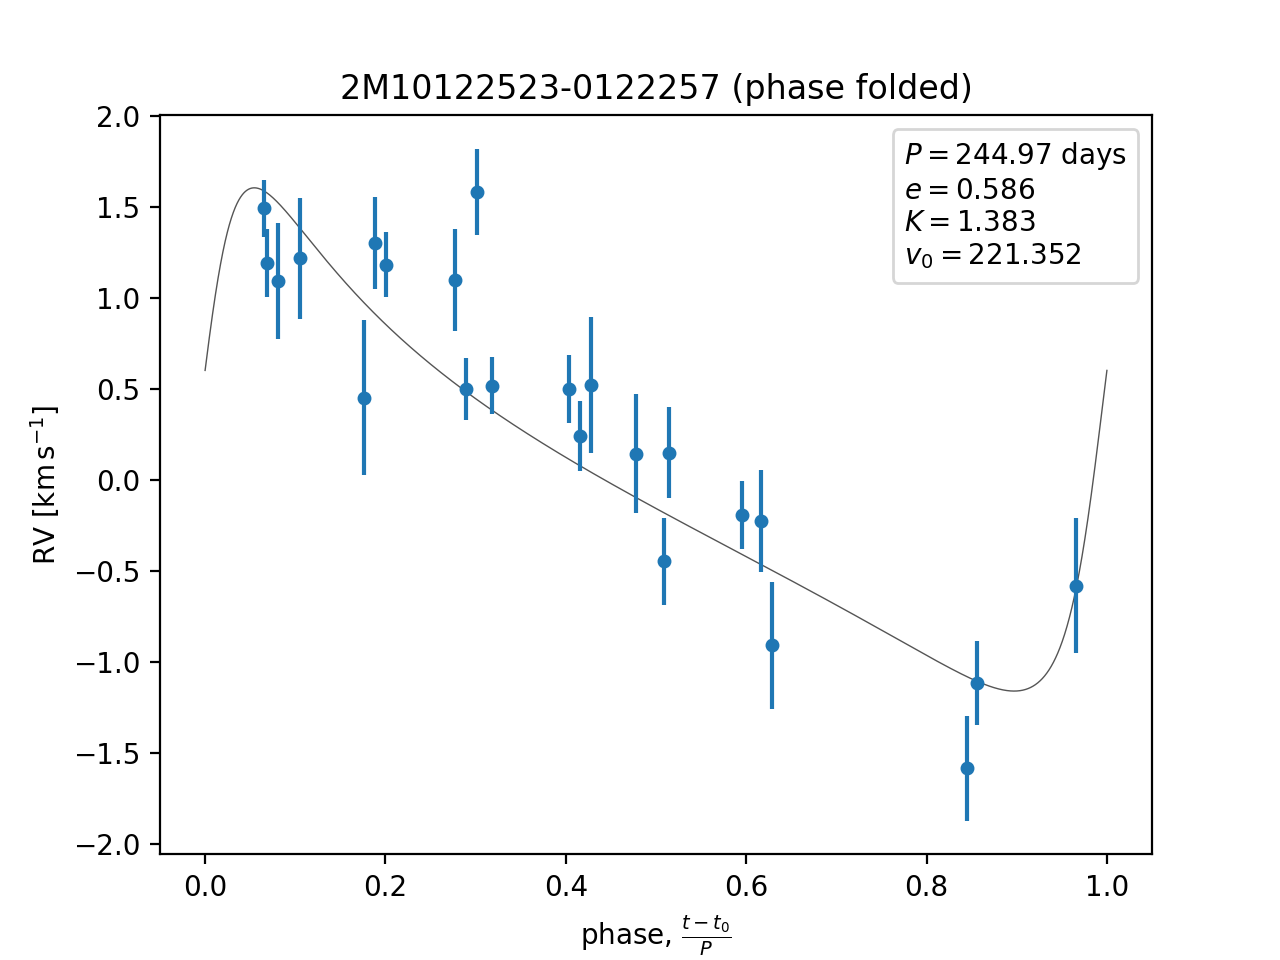 2M10122523-0122257 (phase folded)
P = 244.97 days
e = 0.586
K = 1.383
v₀ = 221.352
RV [km s⁻¹]
2.0
1.5
1.0
0.5
0.0
−0.5
−1.0
−1.5
−2.0
0.0 0.2 0.4 0.6 0.8 1.0
phase, (t − t₀)/P